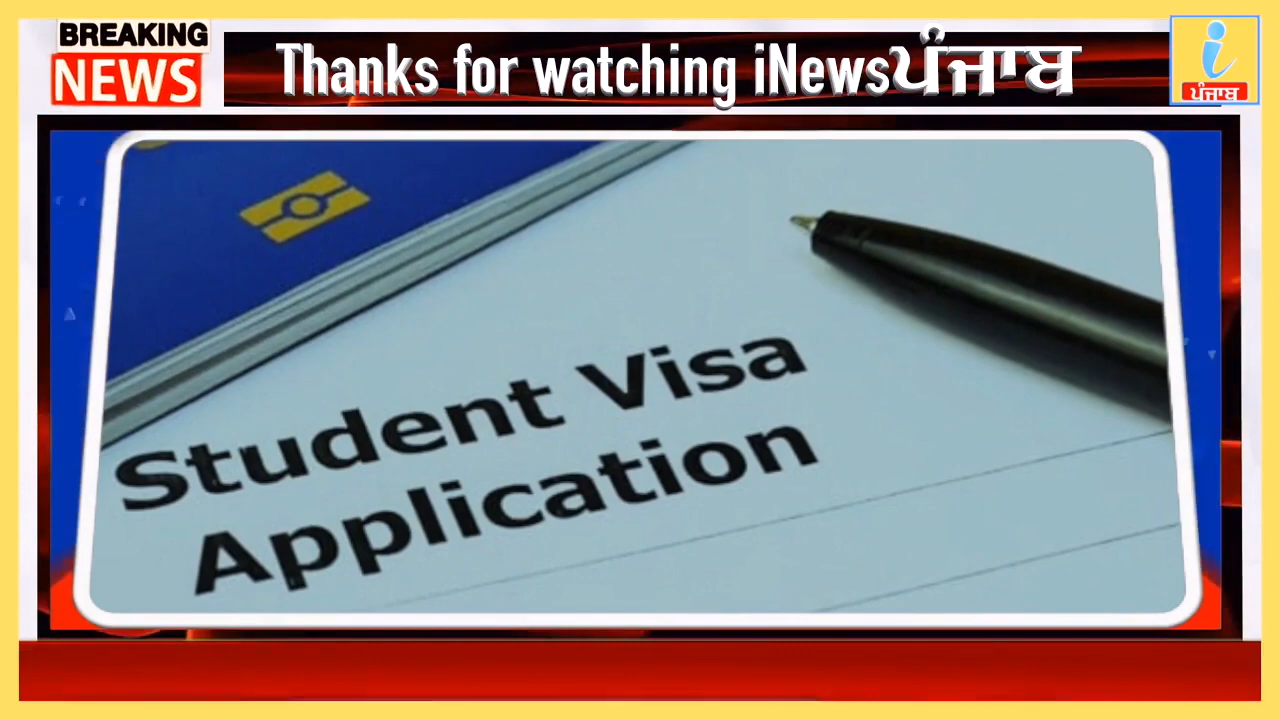 BREAKING
NEWS
Thanks for watching iNewsਪੰਜਾਬ
i
ਪੰਜਾਬ
Student Visa
Application